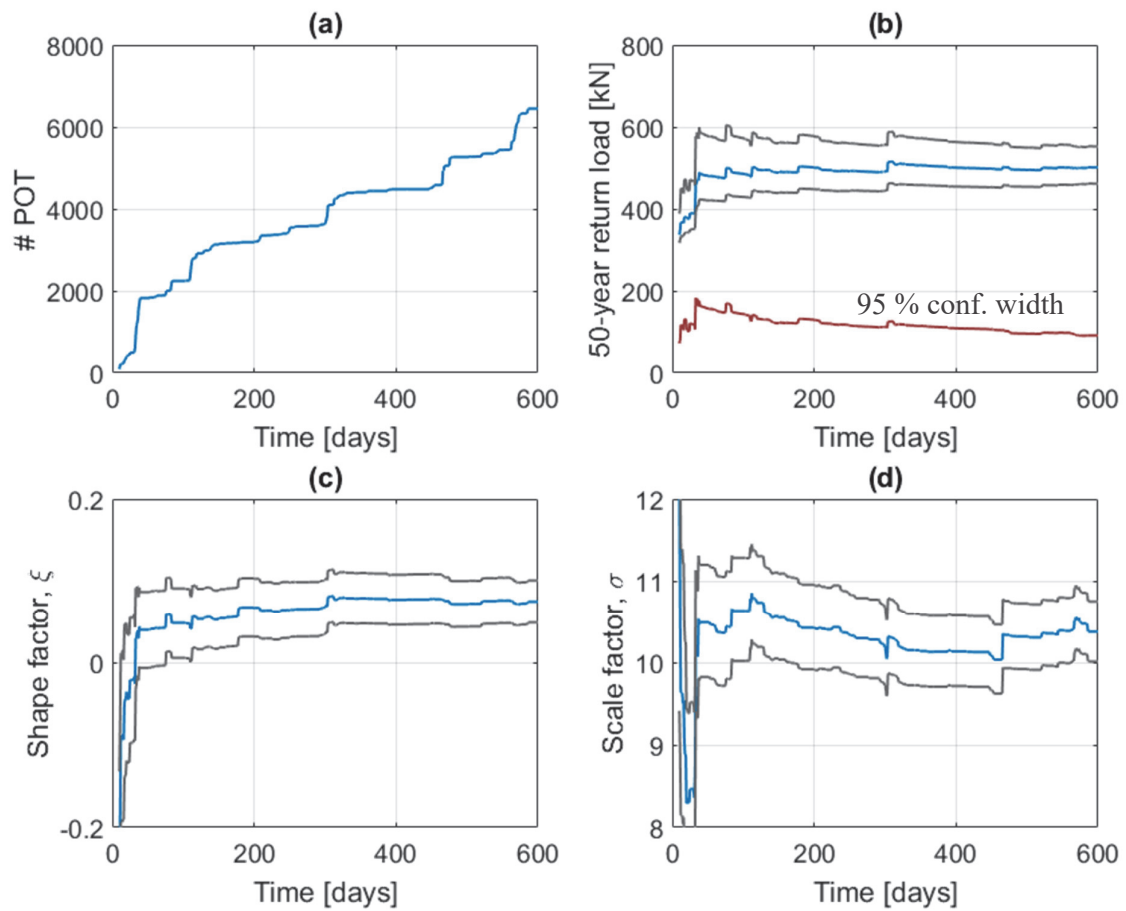 (a)
8000
6000
4000
2000
0
# POT
0 200 400 600
Time [days]
(b)
800
600
400
200
0
50-year return load [kN]
95 % conf. width
0 200 400 600
Time [days]
(c)
0.2
0
-0.2
Shape factor, ξ
0 200 400 600
Time [days]
(d)
12
11
10
9
8
Scale factor, σ
0 200 400 600
Time [days]